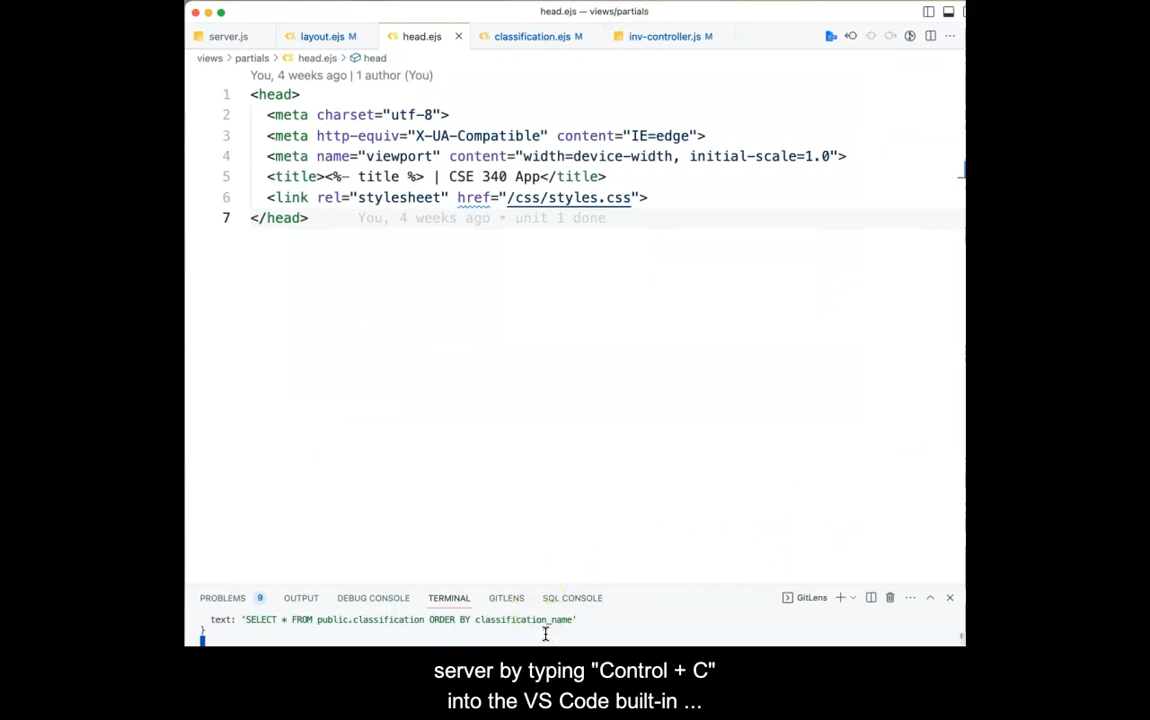 head.ejs — views/partials
server.js layout.ejs M head.ejs × classification.ejs M inv-controller.js M
views > partials > head.ejs > head
You, 4 weeks ago | 1 author (You)
1 <head>
2 <meta charset="utf-8">
3 <meta http-equiv="X-UA-Compatible" content="IE=edge">
4 <meta name="viewport" content="width=device-width, initial-scale=1.0">
5 <title><%- title %> | CSE 340 App</title>
6 <link rel="stylesheet" href="/css/styles.css">
7 </head> You, 4 weeks ago • unit 1 done
PROBLEMS 9 OUTPUT DEBUG CONSOLE TERMINAL GITLENS SQL CONSOLE GitLens
text: 'SELECT * FROM public.classification ORDER BY classification_name'
}
server by typing "Control + C"
into the VS Code built-in ...